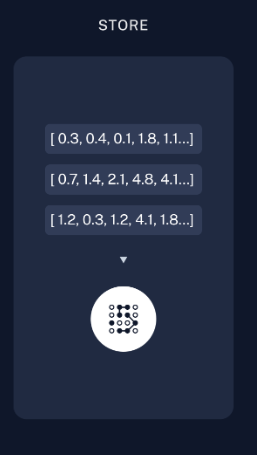 STORE
[ 0.3, 0.4, 0.1, 1.8, 1.1...]
[ 0.7, 1.4, 2.1, 4.8, 4.1...]
[ 1.2, 0.3, 1.2, 4.1, 1.8...]